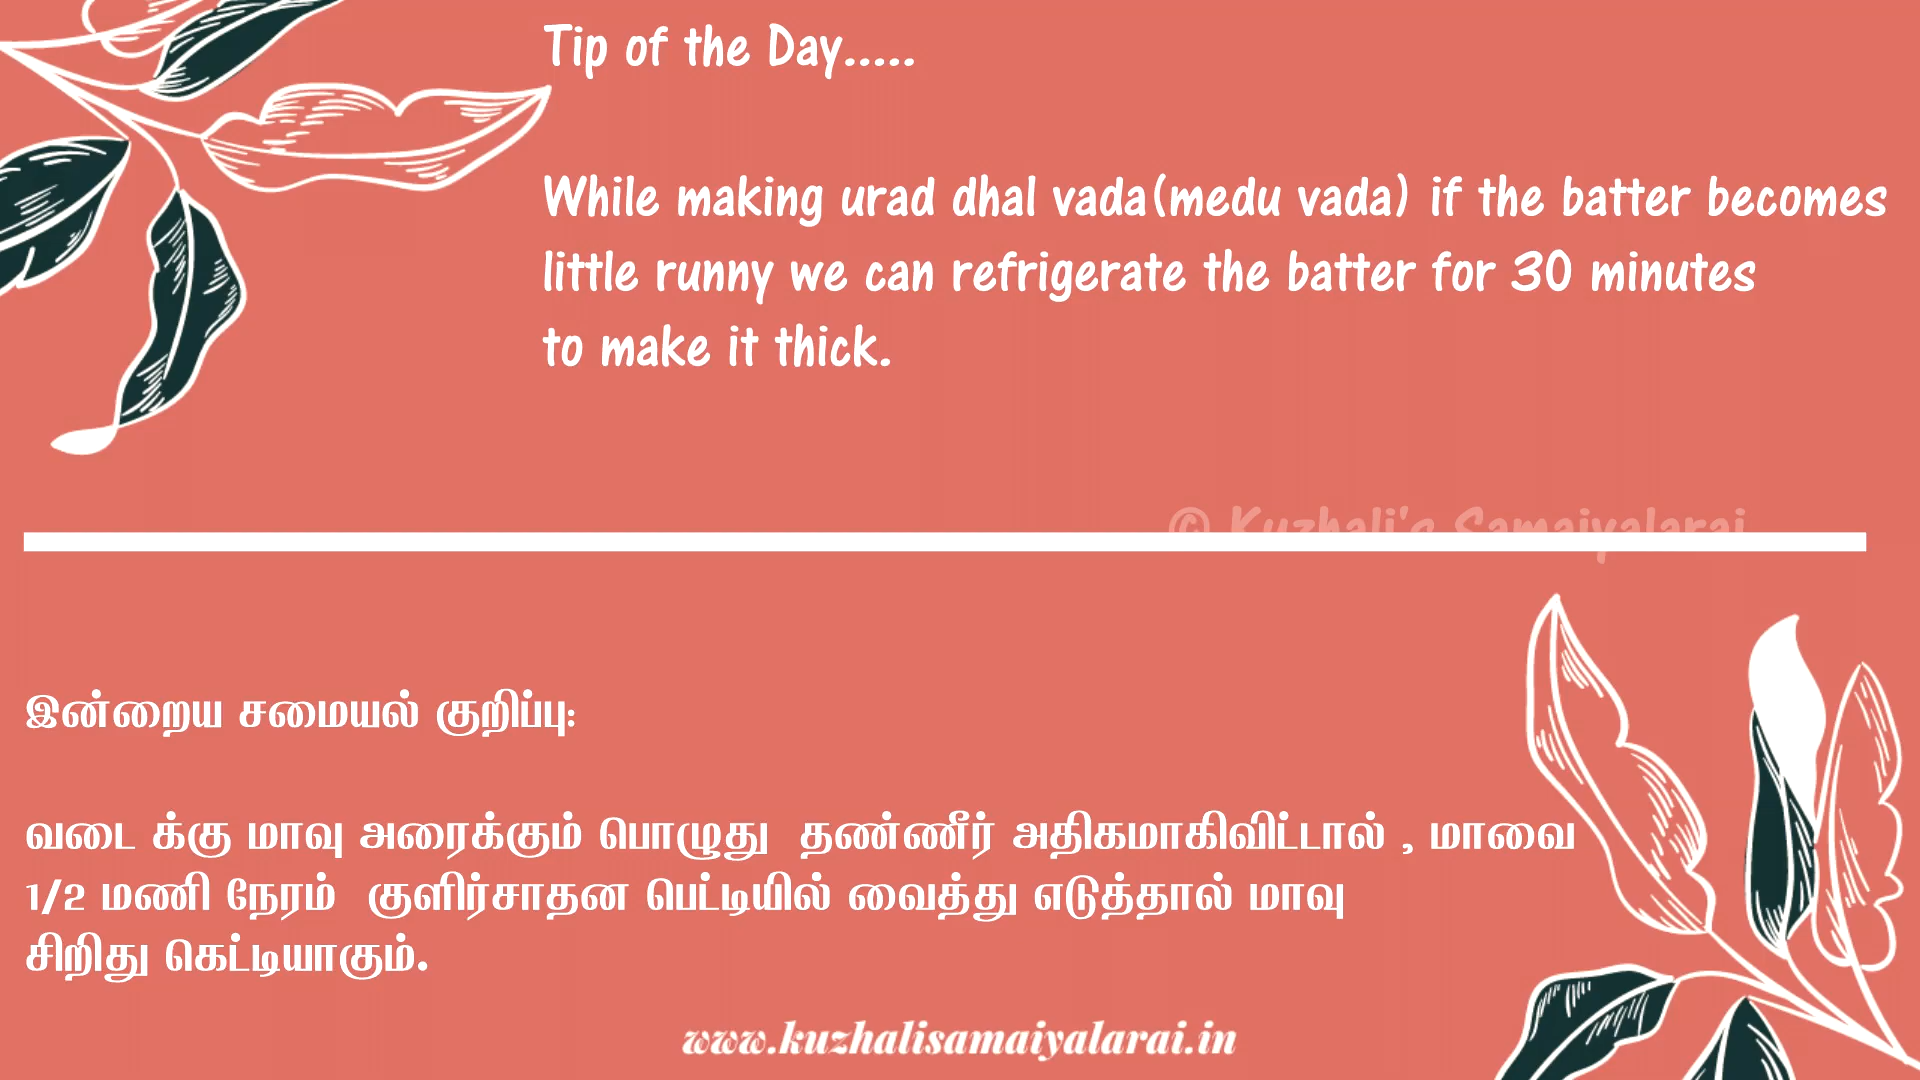 Tip of the Day.....
While making urad dhal vada(medu vada) if the batter becomes
little runny we can refrigerate the batter for 30 minutes
to make it thick.
© Kuzhali's Samaiyalarai
இன்றைய சமையல் குறிப்பு:
வடை க்கு மாவு அரைக்கும் பொழுது தண்ணீர் அதிகமாகிவிட்டால் , மாவை
1/2 மணி நேரம் குளிர்சாதன பெட்டியில் வைத்து எடுத்தால் மாவு
சிறிது கெட்டியாகும்.
www.kuzhalisamaiyalarai.in